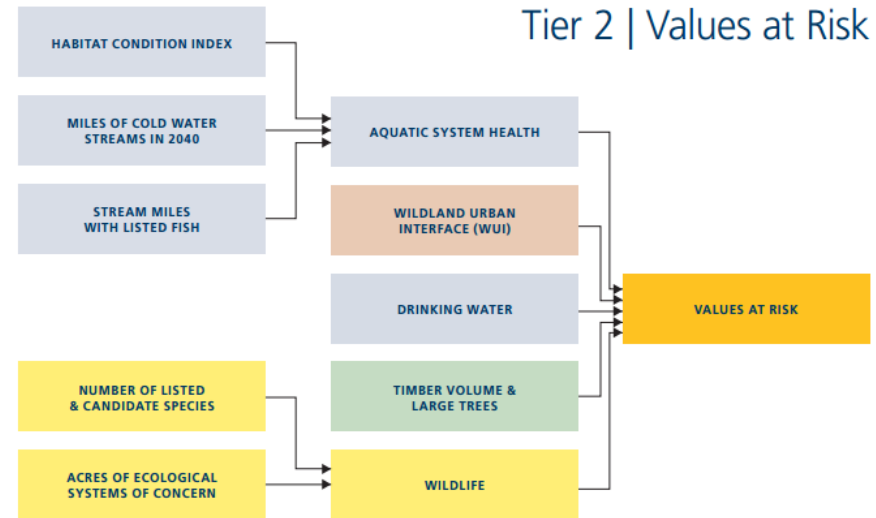 Tier 2 | Values at Risk
HABITAT CONDITION INDEX
MILES OF COLD WATER
STREAMS IN 2040
STREAM MILES
WITH LISTED FISH
NUMBER OF LISTED
& CANDIDATE SPECIES
ACRES OF ECOLOGICAL
SYSTEMS OF CONCERN
AQUATIC SYSTEM HEALTH
WILDLAND URBAN
INTERFACE (WUI)
DRINKING WATER
TIMBER VOLUME &
LARGE TREES
WILDLIFE
VALUES AT RISK